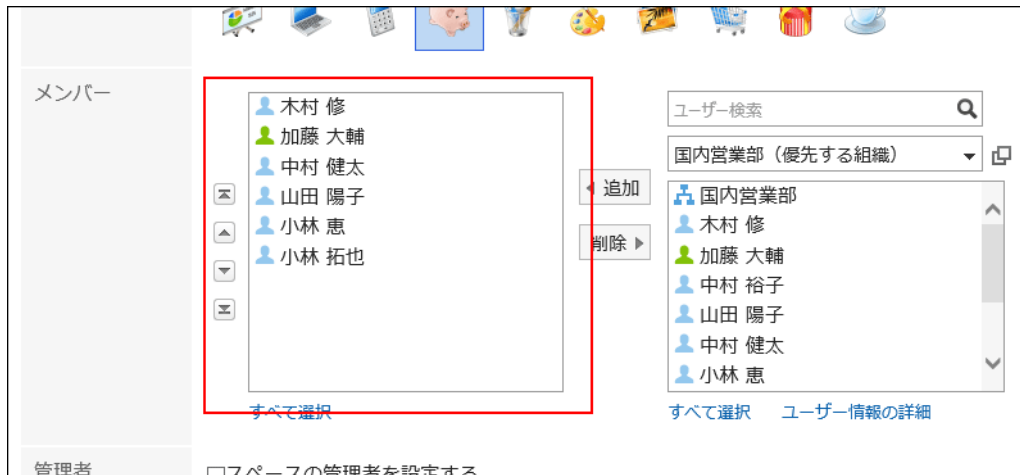 メンバー
木村 修
加藤 大輔
中村 健太
山田 陽子
小林 恵
小林 拓也
すべて選択
追加
削除
ユーザー検索
国内営業部（優先する組織）
国内営業部
木村 修
加藤 大輔
中村 裕子
山田 陽子
中村 健太
小林 恵
すべて選択 ユーザー情報の詳細
管理者
スペースの管理者を設定する